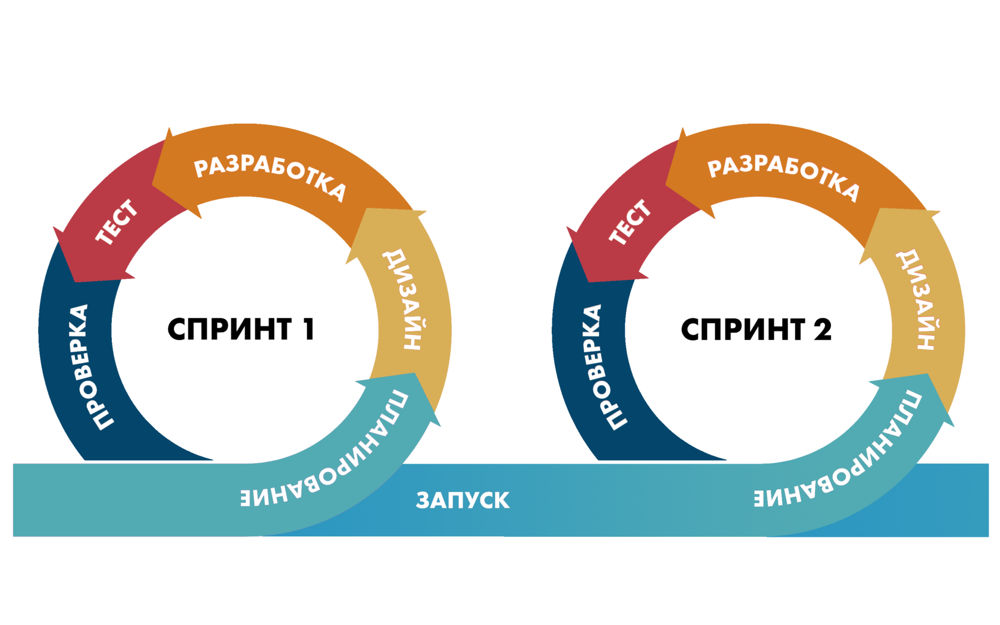 РАЗРАБОТКА
ТЕСТ
ДИЗАЙН
ПРОВЕРКА
СПРИНТ 1
ПЛАНИРОВАНИЕ
ЗАПУСК
РАЗРАБОТКА
ТЕСТ
ДИЗАЙН
ПРОВЕРКА
СПРИНТ 2
ПЛАНИРОВАНИЕ